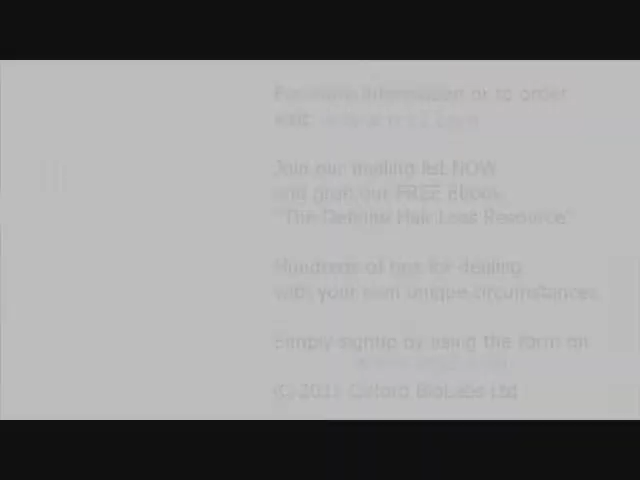 For more information or to order
visit
Join our mailing list NOW
and grab our FREE Ebook
"The Define Hair Loss Resource"
Hundreds of tips for dealing
with your own unique circumstances
Simply signup by using the form on
© 2011 Oxford BioLabs Ltd